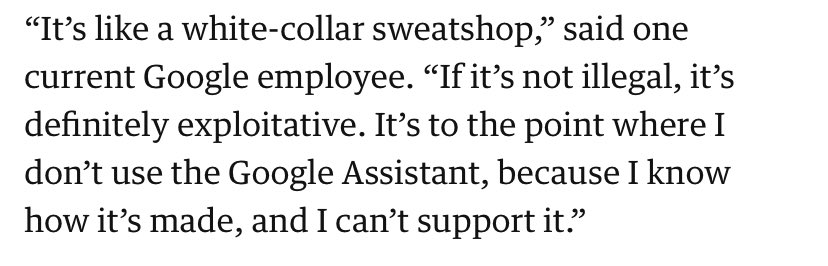 “It’s like a white-collar sweatshop,” said one
current Google employee. “If it’s not illegal, it’s
definitely exploitative. It’s to the point where I
don’t use the Google Assistant, because I know
how it’s made, and I can’t support it.”